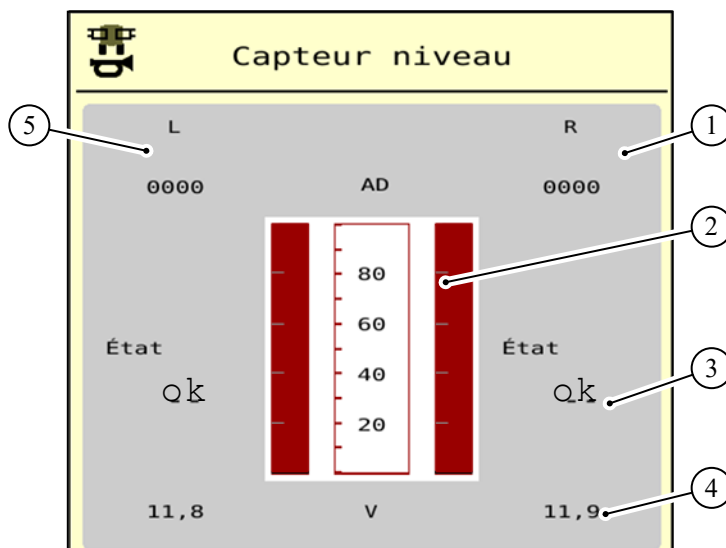 Capteur niveau
L R
5 1
0000 AD 0000
2
80
60
État État
3
40
ok ok
20
4
11,8 V 11,9